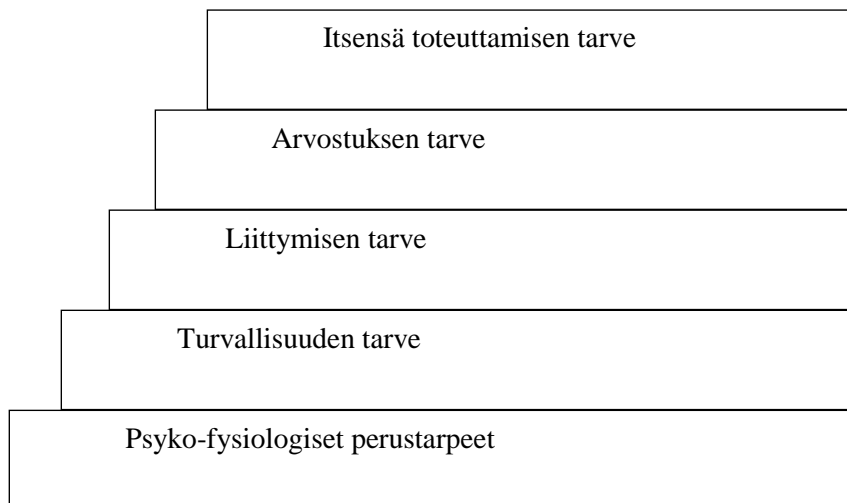 Itsensä toteuttamisen tarve
Arvostuksen tarve
Liittymisen tarve
Turvallisuuden tarve
Psyko-fysiologiset perustarpeet